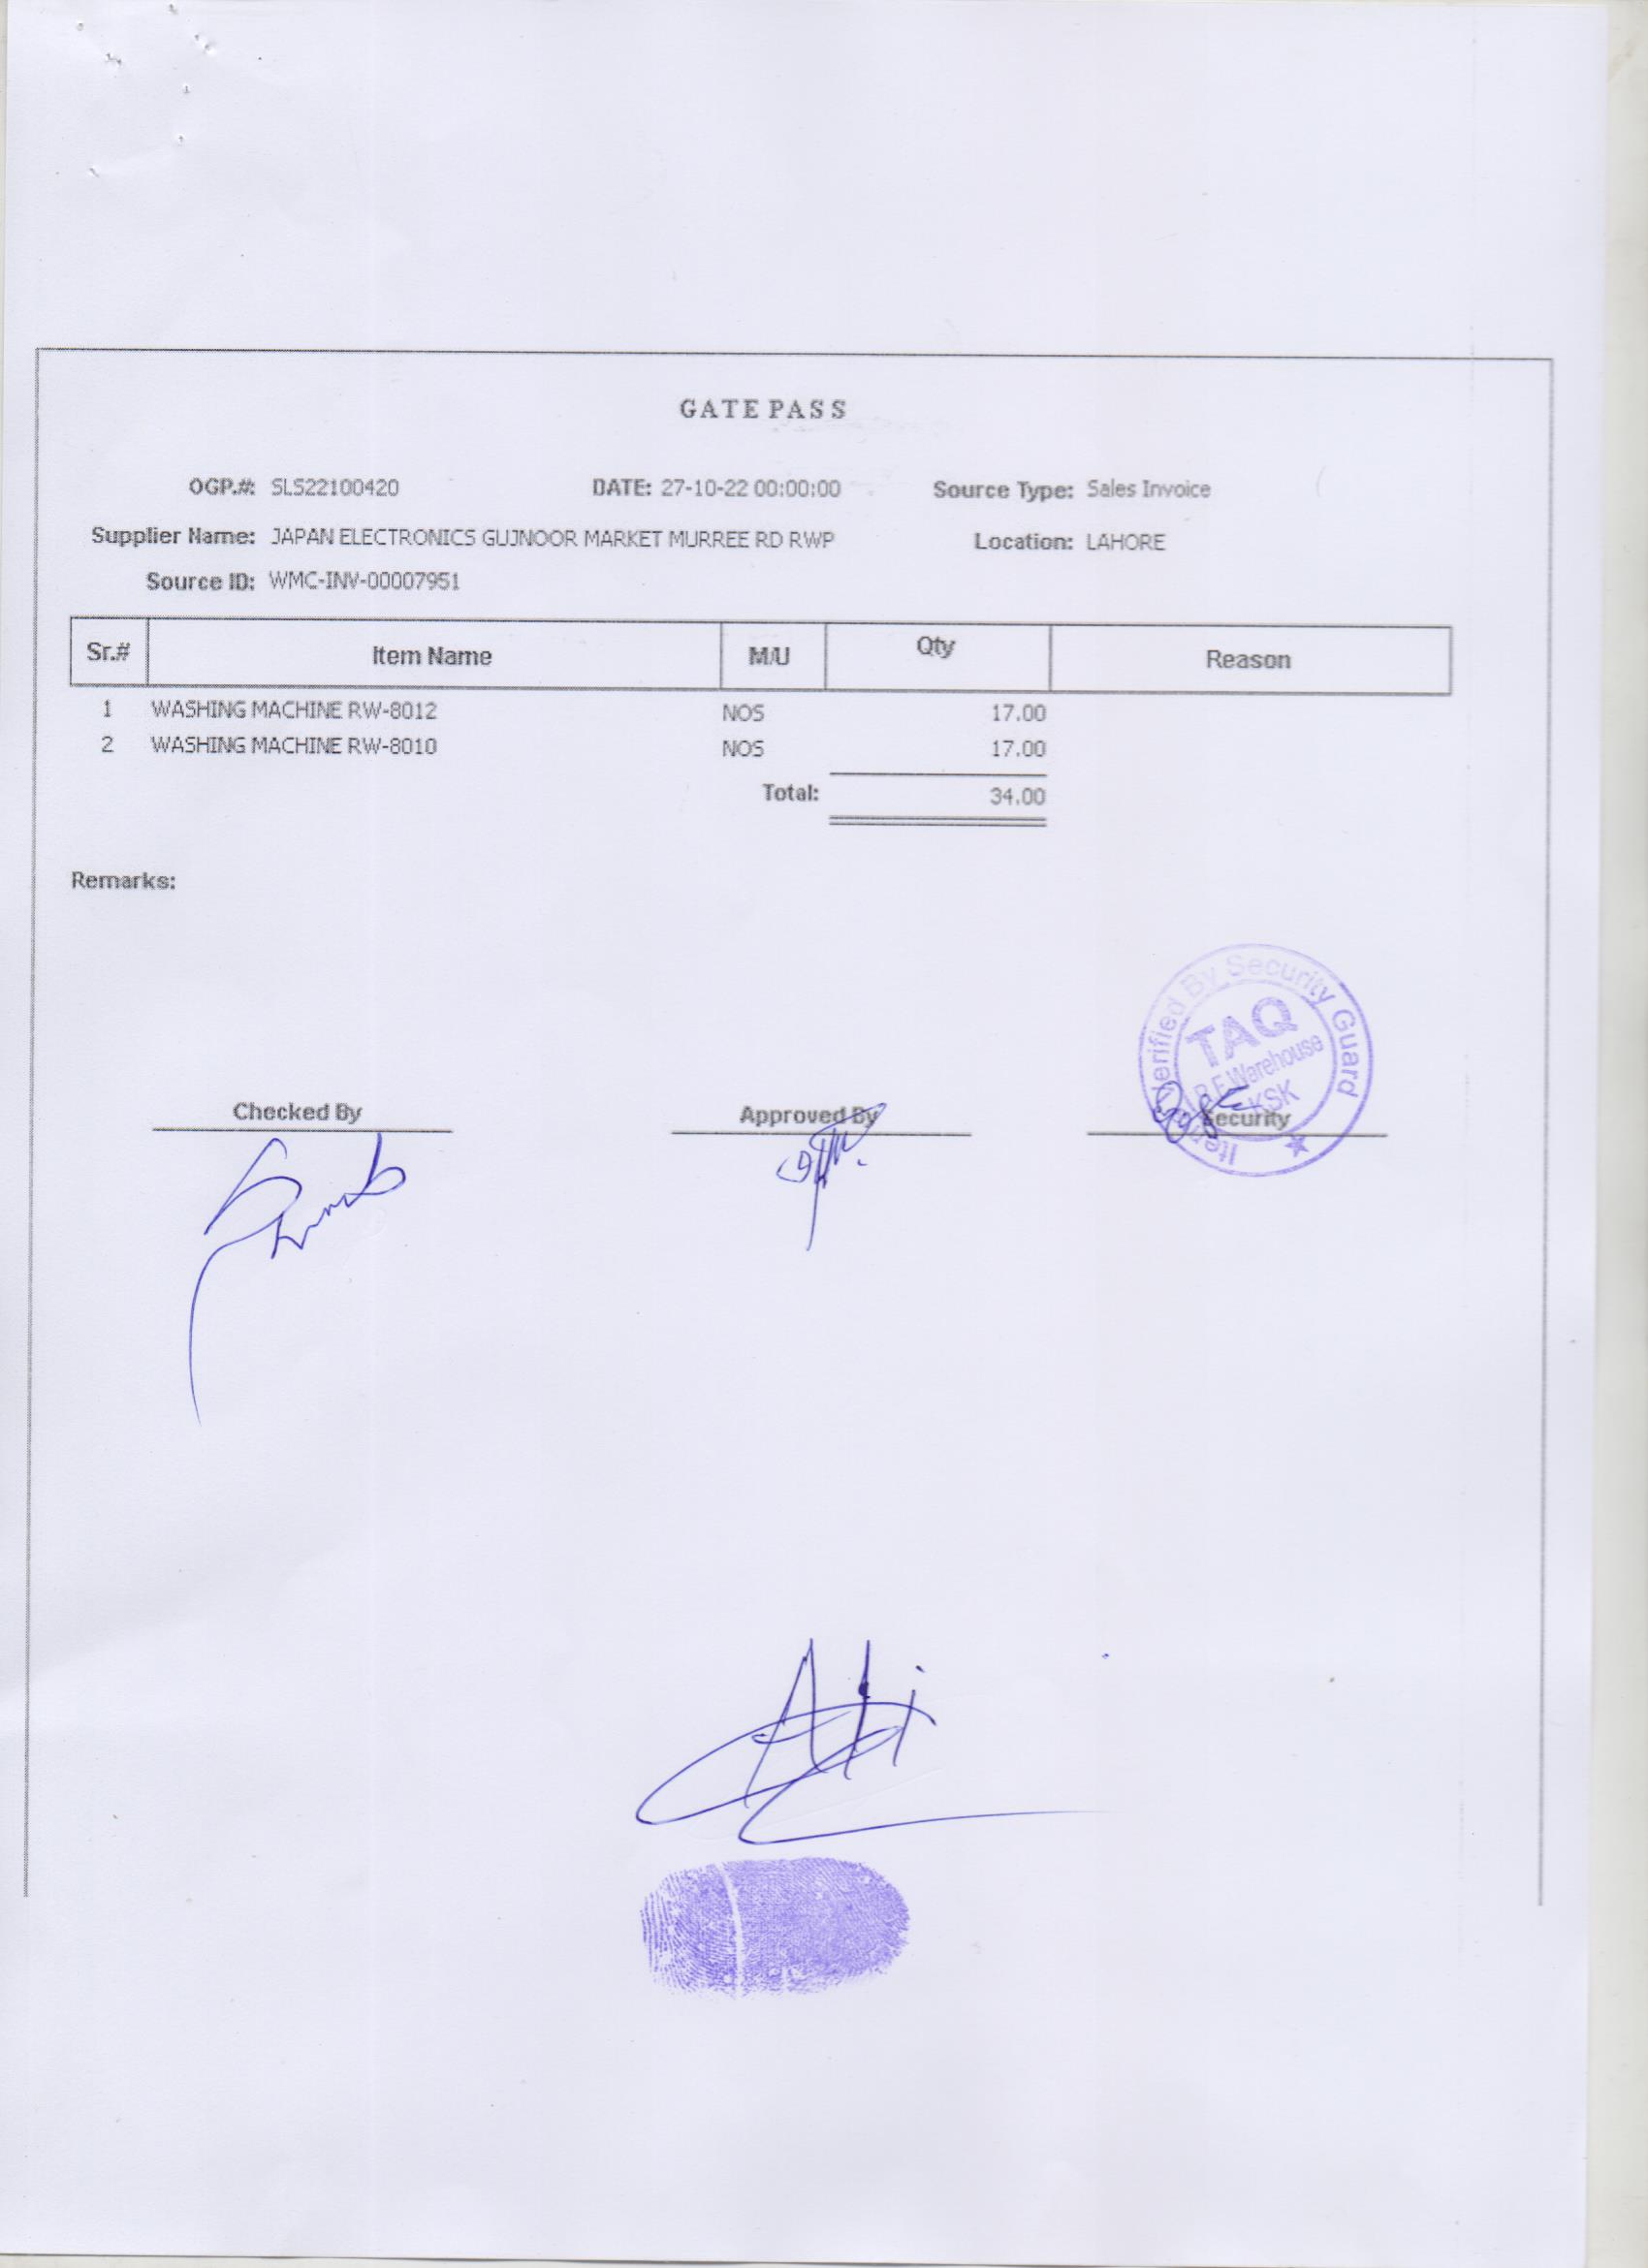 GATE PASS
OGP.#: SLS22100420 DATE: 27-10-22 00:00:00 Source Type: Sales Invoice
Supplier Name: JAPAN ELECTRONICS GUJNOOR MARKET MURREE RD RWP Location: LAHORE
Source ID: WMC-INV-00007951
Sr.# Item Name M/U Qty Reason
1 WASHING MACHINE RW-8012 NOS 17.00
2 WASHING MACHINE RW-8010 NOS 17.00
Total: 34.00
Remarks:
Verified By Security Guard
TAQ
Warehouse
KSK
Checked By Approved By Security
Ali